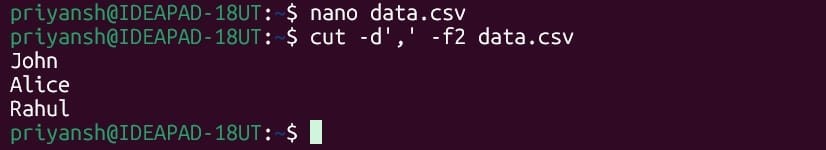 priyansh@IDEAPAD-18UT:~$ nano data.csv
priyansh@IDEAPAD-18UT:~$ cut -d',' -f2 data.csv
John
Alice
Rahul
priyansh@IDEAPAD-18UT:~$